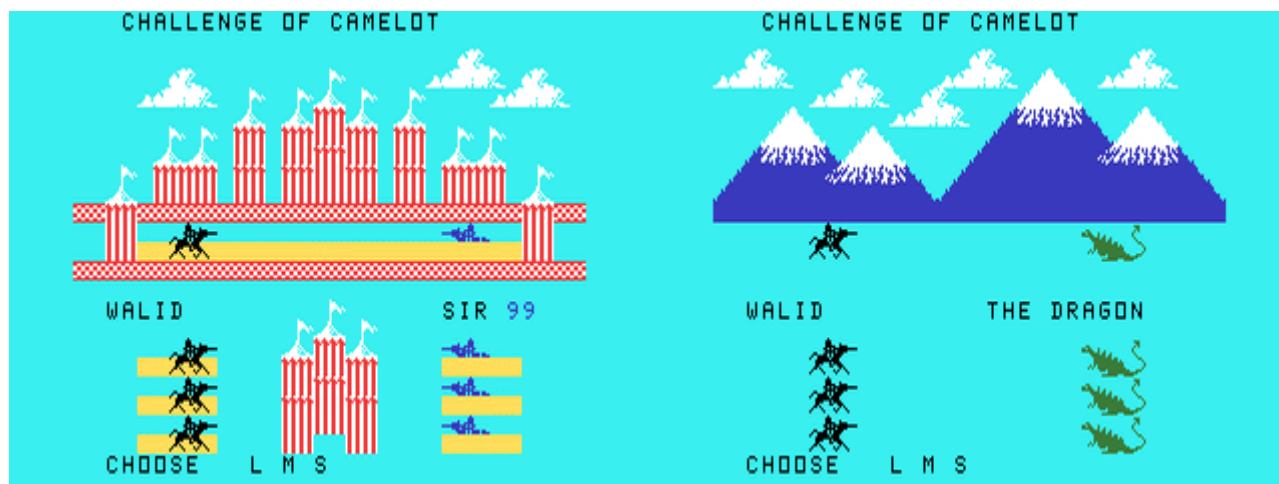 CHALLENGE OF CAMELOT
WALID SIR 99
CHOOSE L M S
CHALLENGE OF CAMELOT
WALID THE DRAGON
CHOOSE L M S